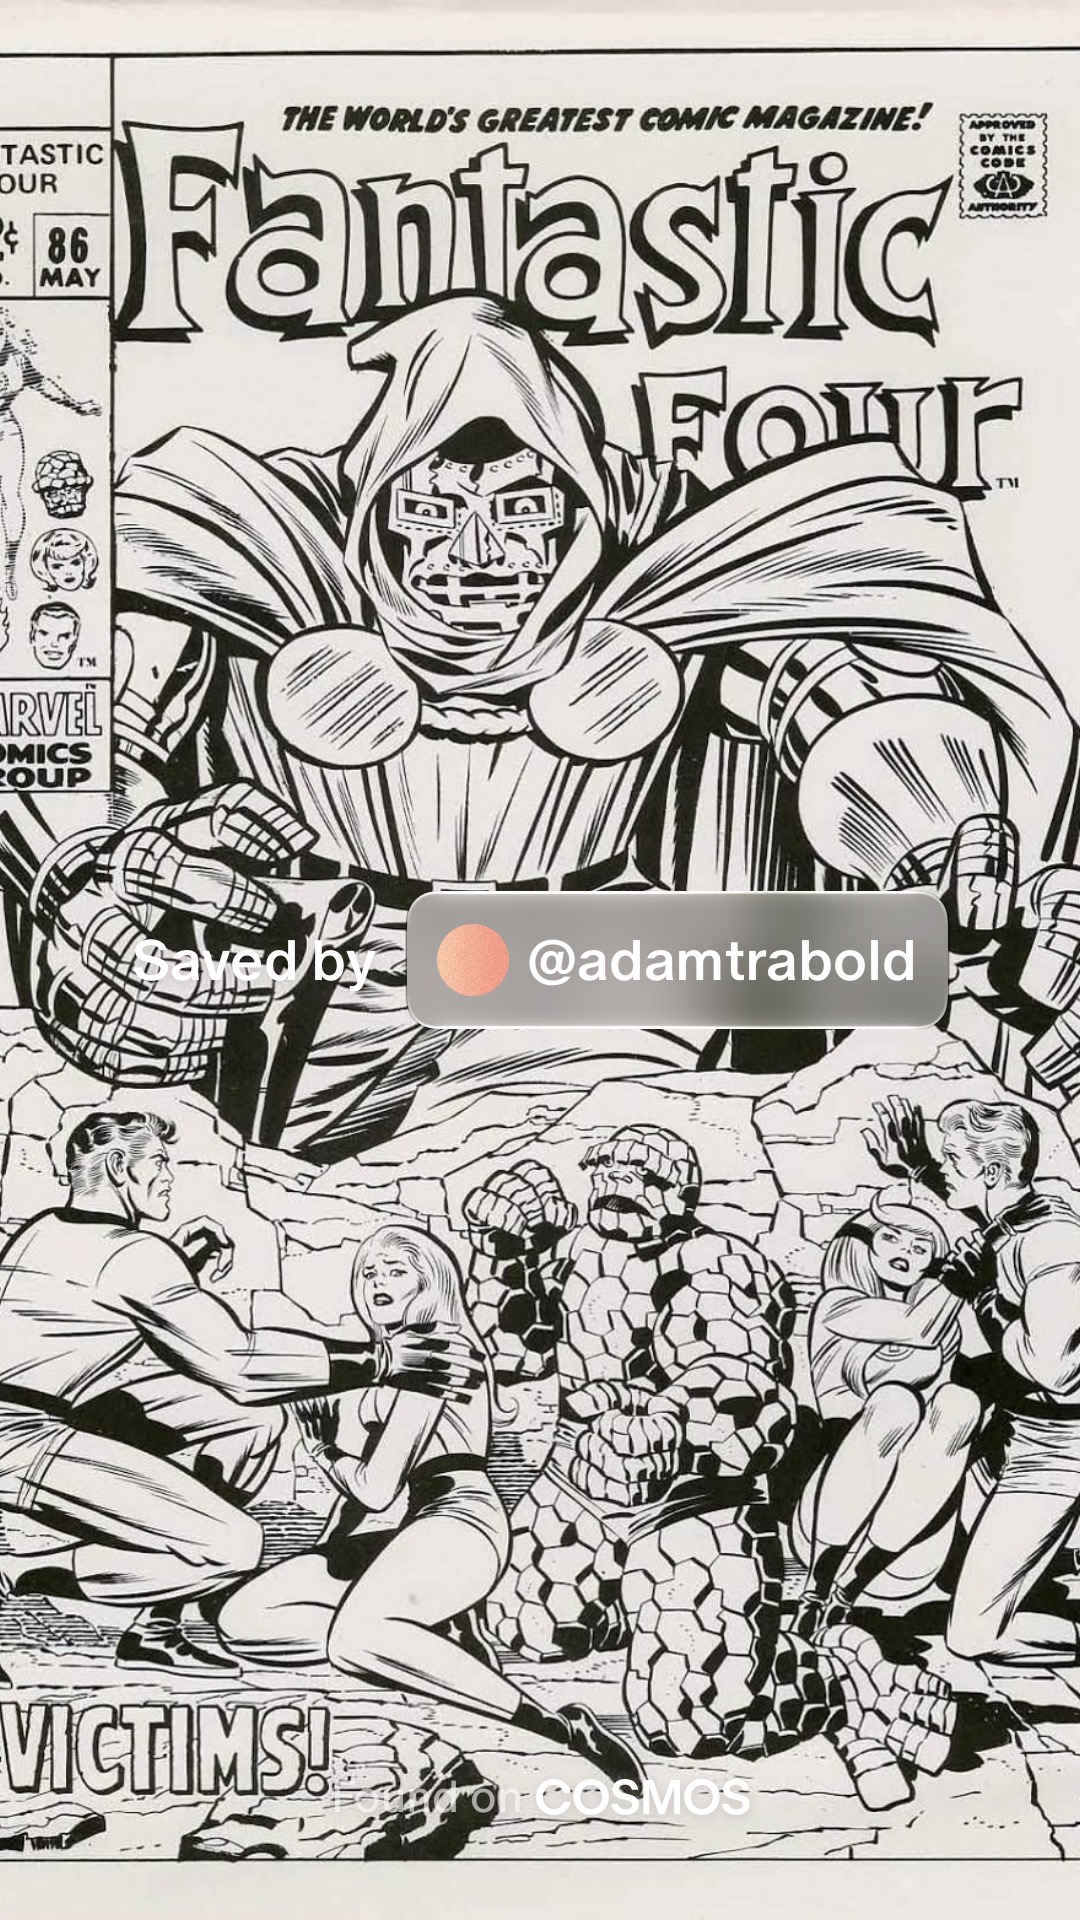 THE WORLD'S GREATEST COMIC MAGAZINE!
APPROVED
BY THE
COMICS
CODE
CA
AUTHORITY
TASTIC
OUR
¢
86
MAY
Fantastic
Four
TM
TM
ARVEL
OMICS
ROUP
Saved by @adamtrabold
VICTIMS!
Found on COSMOS